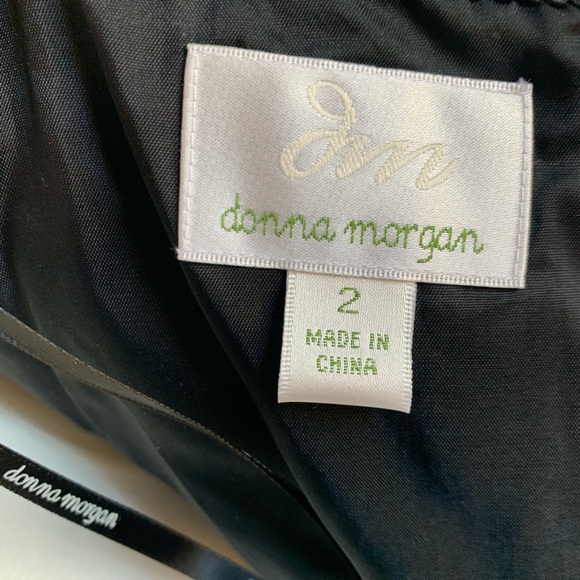 dm
donna morgan
2
MADE IN
CHINA
donna morgan